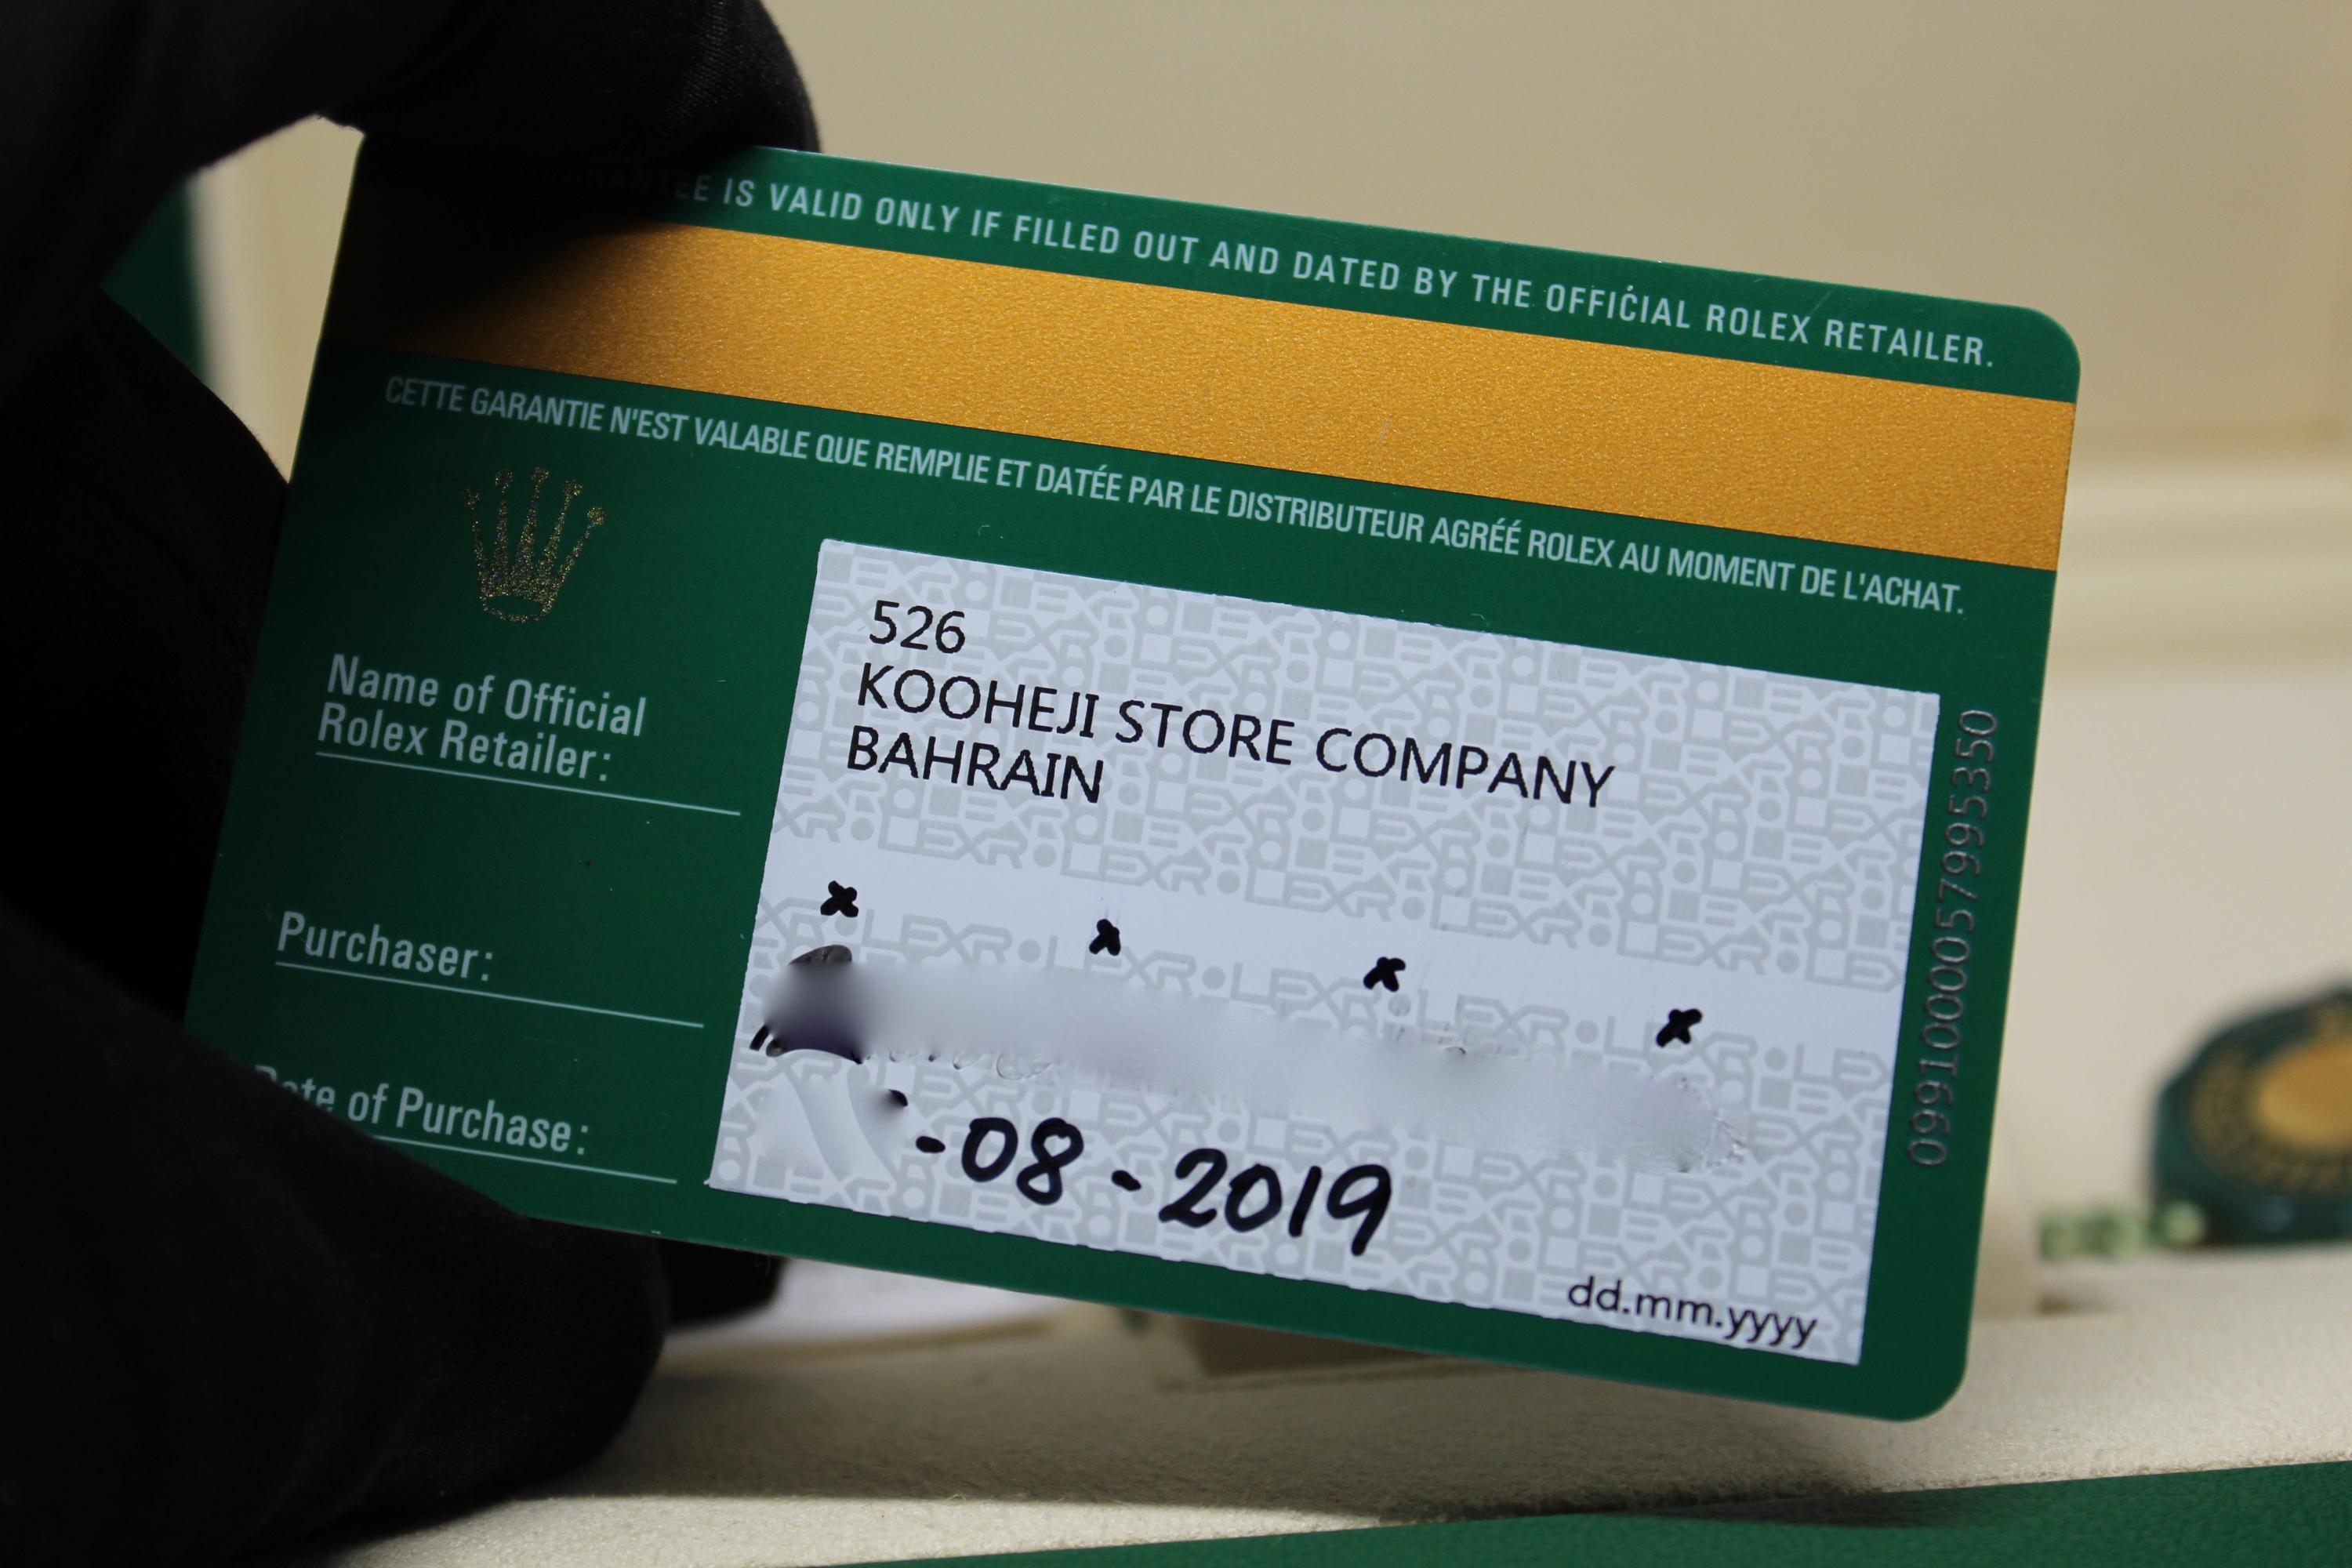 IS VALID ONLY IF FILLED OUT AND DATED BY THE OFFICIAL ROLEX RETAILER.
CETTE GARANTIE N'EST VALABLE QUE REMPLIE ET DATÉE PAR LE DISTRIBUTEUR AGRÉÉ ROLEX AU MOMENT DE L'ACHAT.
Name of Official
Rolex Retailer:
526
KOOHEJI STORE COMPANY
BAHRAIN
Purchaser:
x x x x
of Purchase:
-08-2019
dd.mm.yyyy
099100057995350